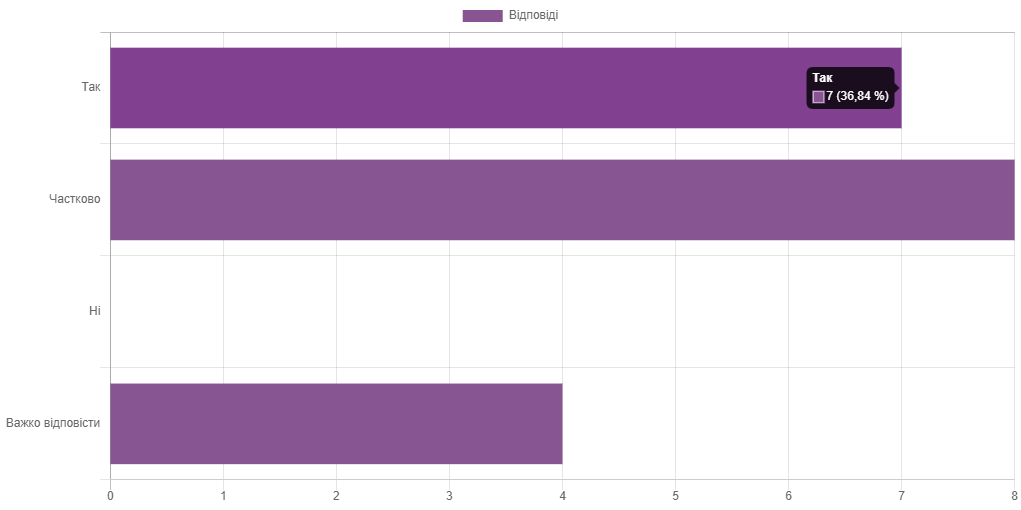 Відповіді
Так
Так
7 (36,84 %)
Частково
Ні
Важко відповісти
0 1 2 3 4 5 6 7 8